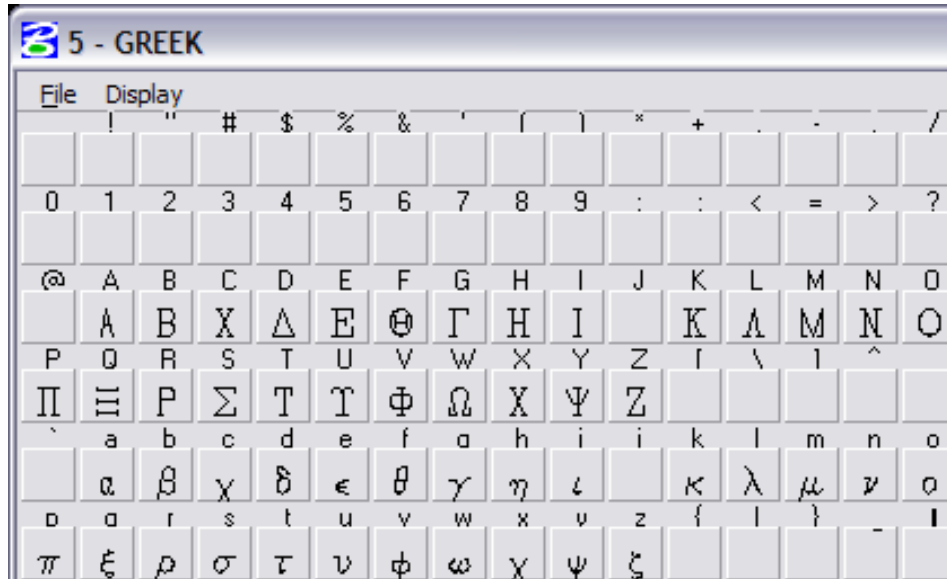 5 - GREEK
File Display
! " # $ % & ' ( ) * + , - . /
0 1 2 3 4 5 6 7 8 9 : ; < = > ?
@ A B C D E F G H I J K L M N O
Α Β Χ Δ Ε Θ Γ Η Ι Κ Λ Μ Ν Ο
P Q R S T U V W X Y Z [ \ ] ^
Π Ξ Ρ Σ Τ ϒ Φ Ω Χ Ψ Ζ
` a b c d e f g h i j k l m n o
α β χ δ ϵ θ γ η ι κ λ μ ν ο
p q r s t u v w x y z { | } _
π ξ ρ σ τ υ ϕ ω χ ψ ζ